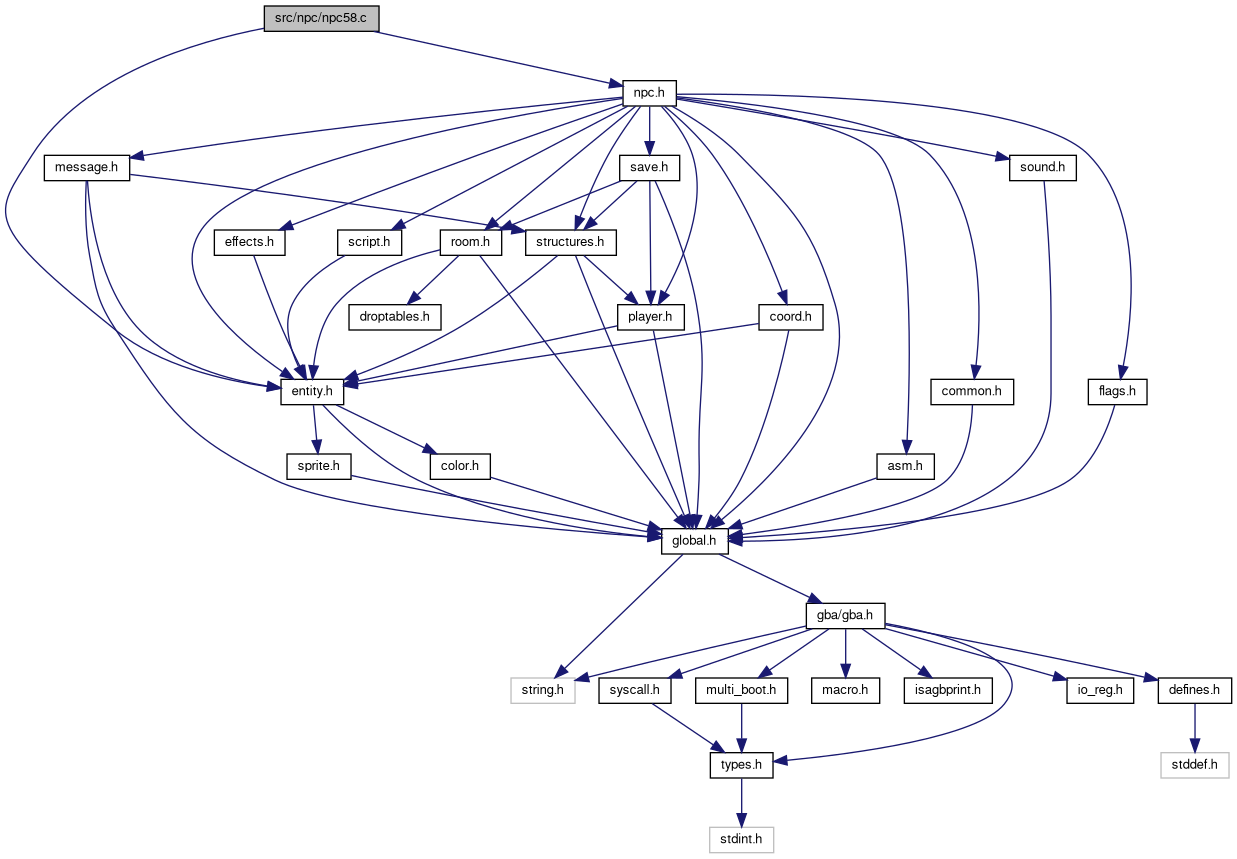 src/npc/npc58.c
npc.h
message.h
save.h
sound.h
effects.h
script.h
room.h
structures.h
droptables.h
player.h
coord.h
entity.h
common.h
flags.h
sprite.h
color.h
asm.h
global.h
gba/gba.h
string.h
syscall.h
multi_boot.h
macro.h
isagbprint.h
io_reg.h
defines.h
types.h
stddef.h
stdint.h